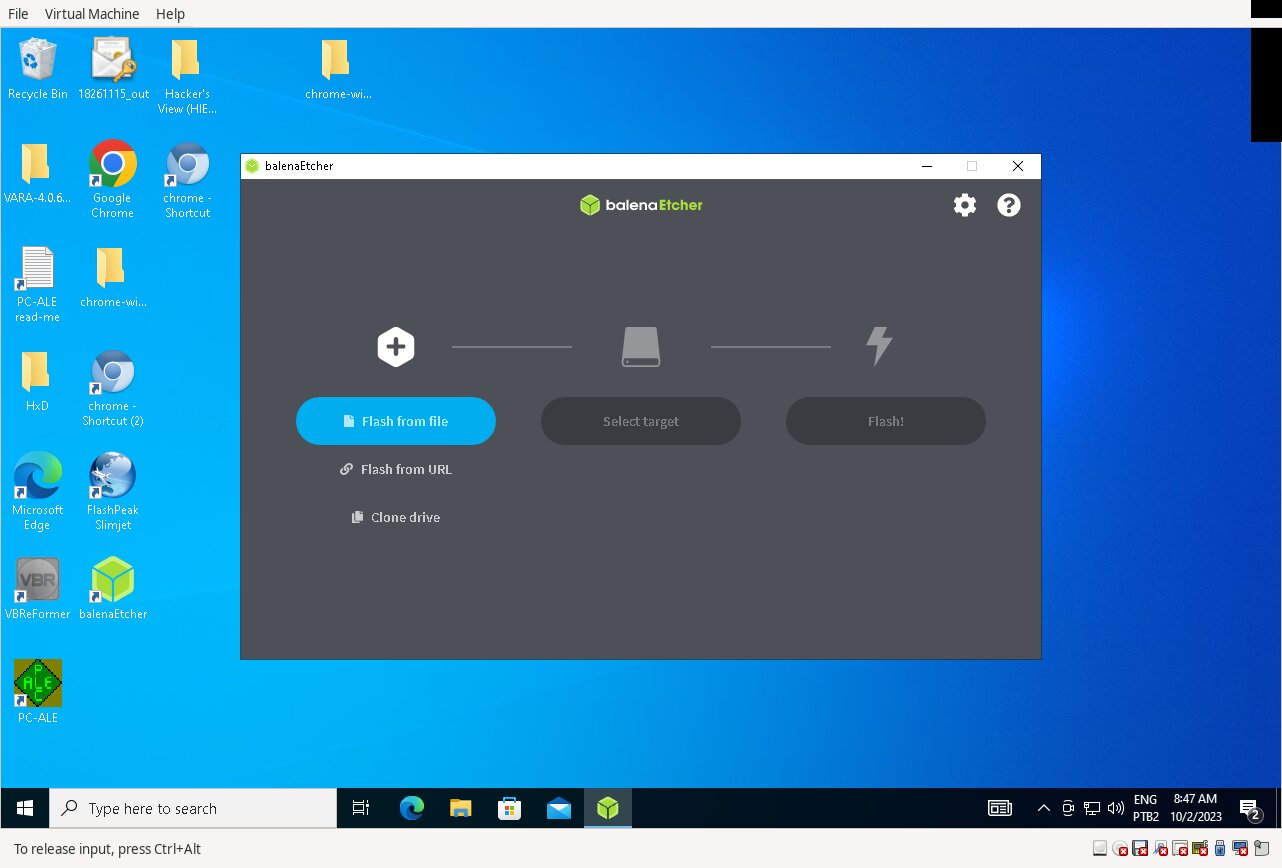 File Virtual Machine Help
Recycle Bin
18261115_out
Hacker's
View (HIE...
chrome-wi...
VARA-4.0.6...
Google
Chrome
chrome -
Shortcut
PC-ALE
read-me
chrome-wi...
HxD
chrome -
Shortcut (2)
Microsoft
Edge
FlashPeak
Slimjet
VBR
VBReFormer
balenaEtcher
PC
ALE
PC-ALE
balenaEtcher
balenaEtcher
Flash from file
Select target
Flash!
Flash from URL
Clone drive
Type here to search
ENG
PTB2
8:47 AM
10/2/2023
2
To release input, press Ctrl+Alt